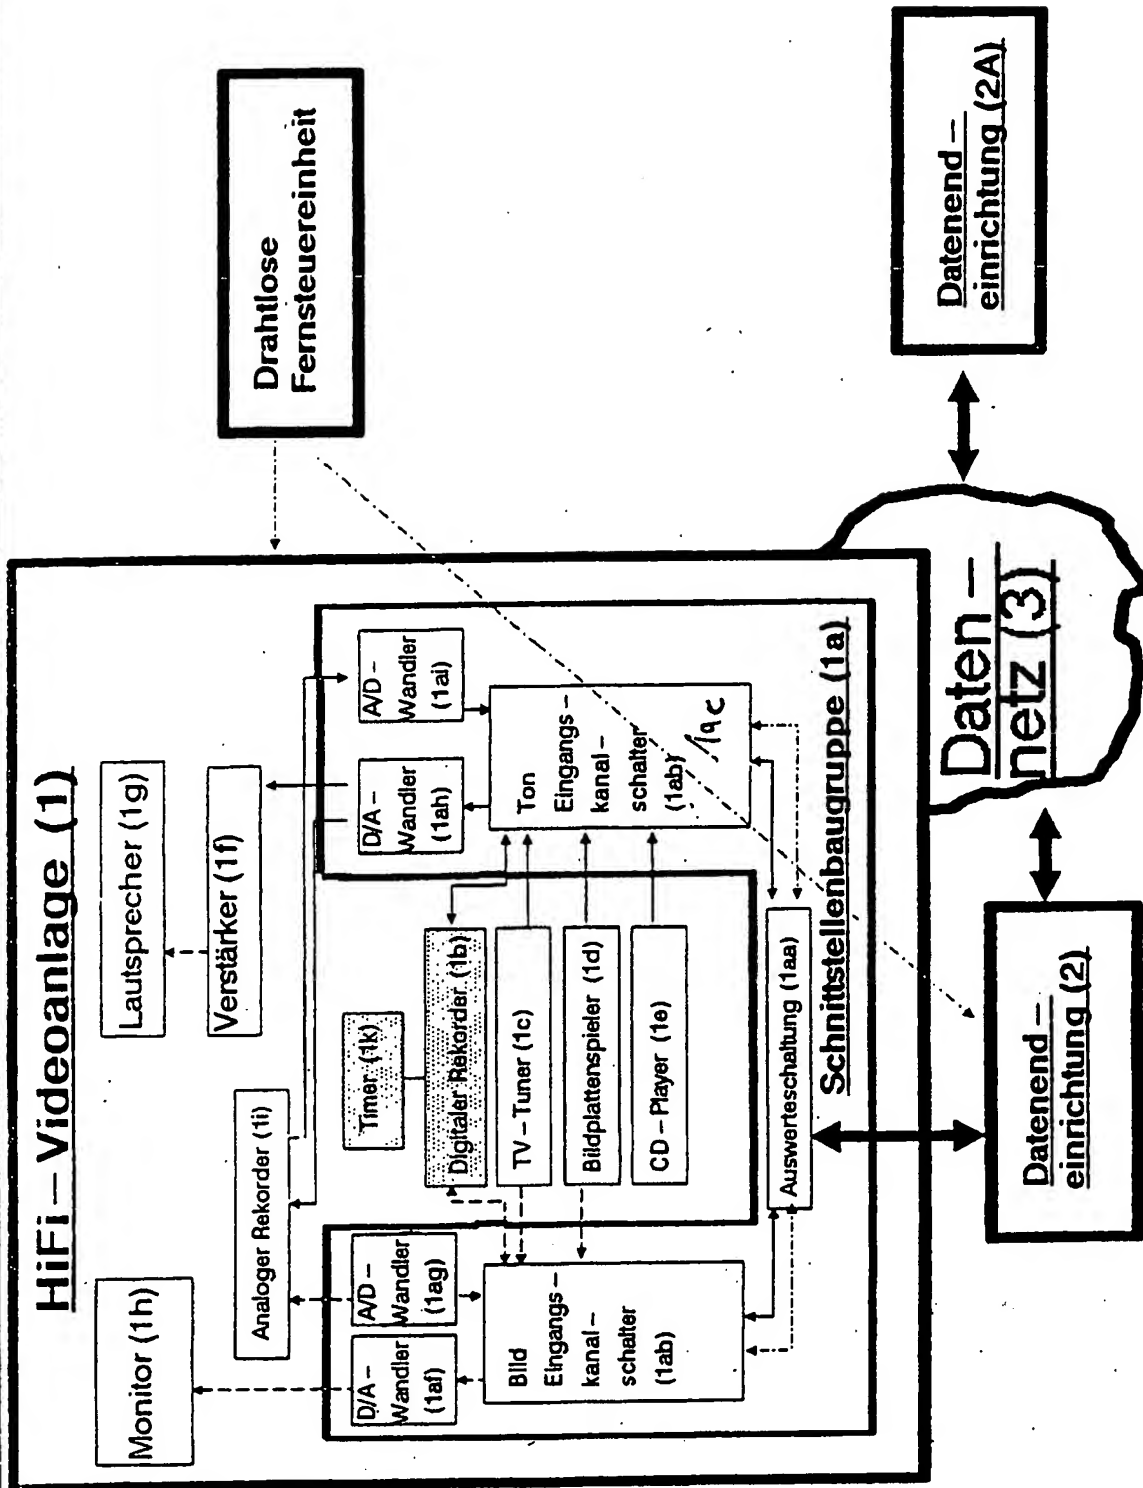 HiFi – Videoanlage (1)
Monitor (1h)
Lautsprecher (1g)
Verstärker (1f)
Analoger Rekorder (1i)
D/A –
Wandler
(1af)
A/D –
Wandler
(1ag)
Timer (1k)
Digitaler Rekorder (1b)
TV – Tuner (1c)
Bildplattenspieler (1d)
CD – Player (1e)
D/A –
Wandler
(1ah)
A/D –
Wandler
(1ai)
Bild
Eingangs –
kanal –
schalter
(1ab)
Ton
Eingangs –
kanal –
schalter
(1ab) /1ac
Auswerteschaltung (1aa)
Schnittstellenbaugruppe (1a)
Drahtlose
Fernsteuereinheit
Datenend –
einrichtung (2)
Daten –
netz (3)
Datenend –
einrichtung (2A)